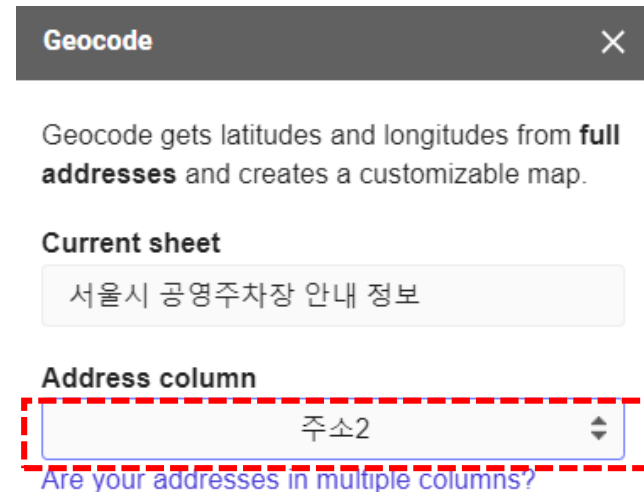 Geocode
Geocode gets latitudes and longitudes from full
addresses and creates a customizable map.
Current sheet
서울시 공영주차장 안내 정보
Address column
주소2
Are your addresses in multiple columns?